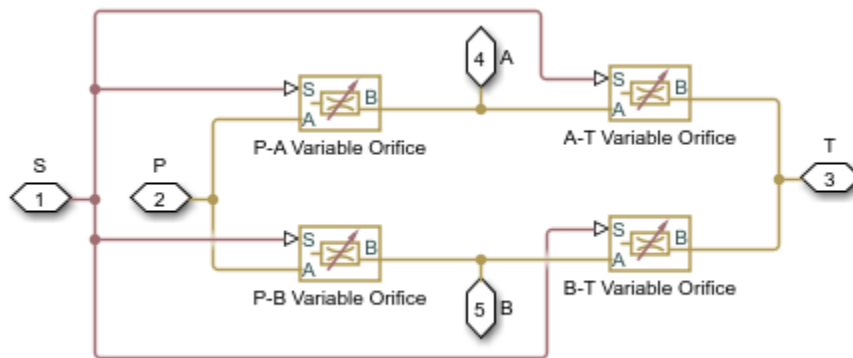 4 A
S B
A
P-A Variable Orifice
S B
A
A-T Variable Orifice
S
1
P
2
T
3
S B
A
P-B Variable Orifice
S B
A
B-T Variable Orifice
5 B